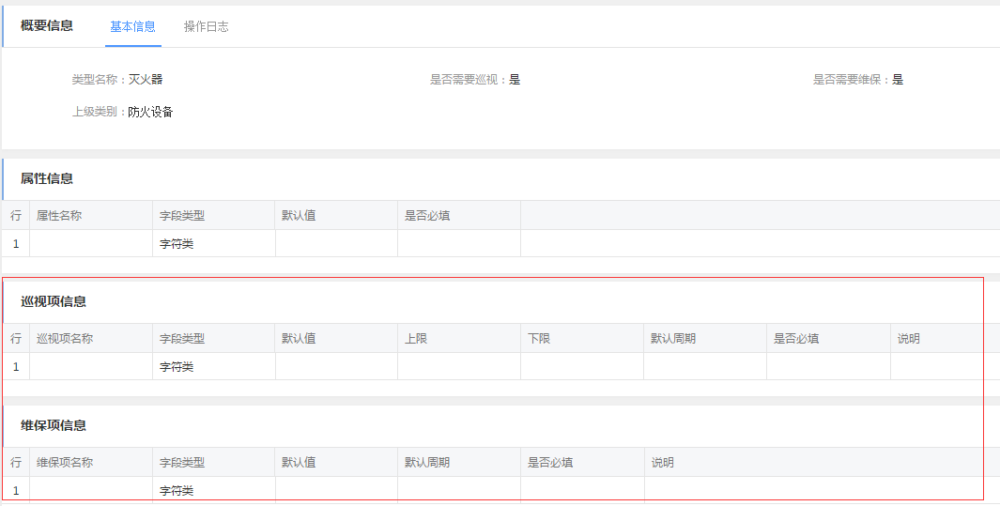 概要信息 基本信息 操作日志
类型名称：灭火器 是否需要巡视：是 是否需要维保：是
上级类别：防火设备
属性信息
行 属性名称 字段类型 默认值 是否必填
1 字符类
巡视项信息
行 巡视项名称 字段类型 默认值 上限 下限 默认周期 是否必填 说明
1 字符类
维保项信息
行 维保项名称 字段类型 默认值 默认周期 是否必填 说明
1 字符类